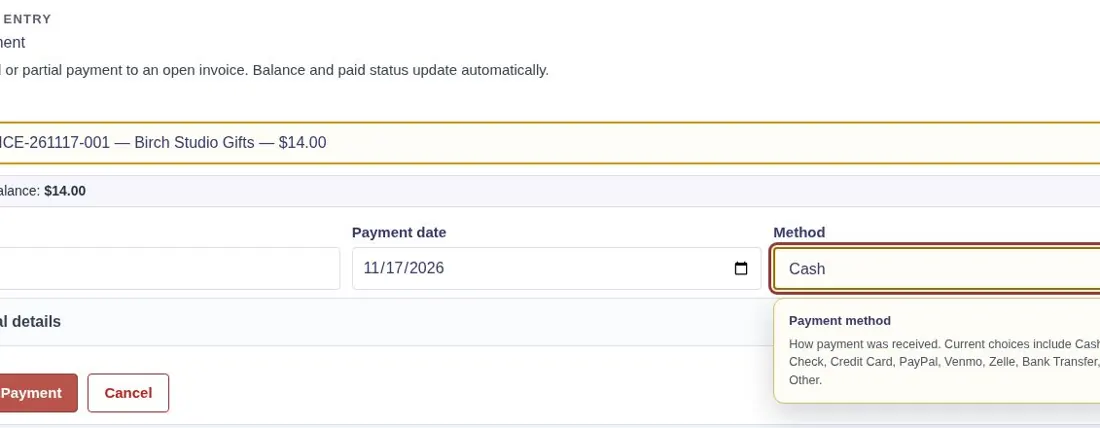 ENTRY
ment
or partial payment to an open invoice. Balance and paid status update automatically.
ICE-261117-001 — Birch Studio Gifts — $14.00
alance: $14.00
Payment date
Method
11/17/2026
Cash
al details
Payment method
How payment was received. Current choices include Cash
Check, Credit Card, PayPal, Venmo, Zelle, Bank Transfer,
Other.
Payment
Cancel